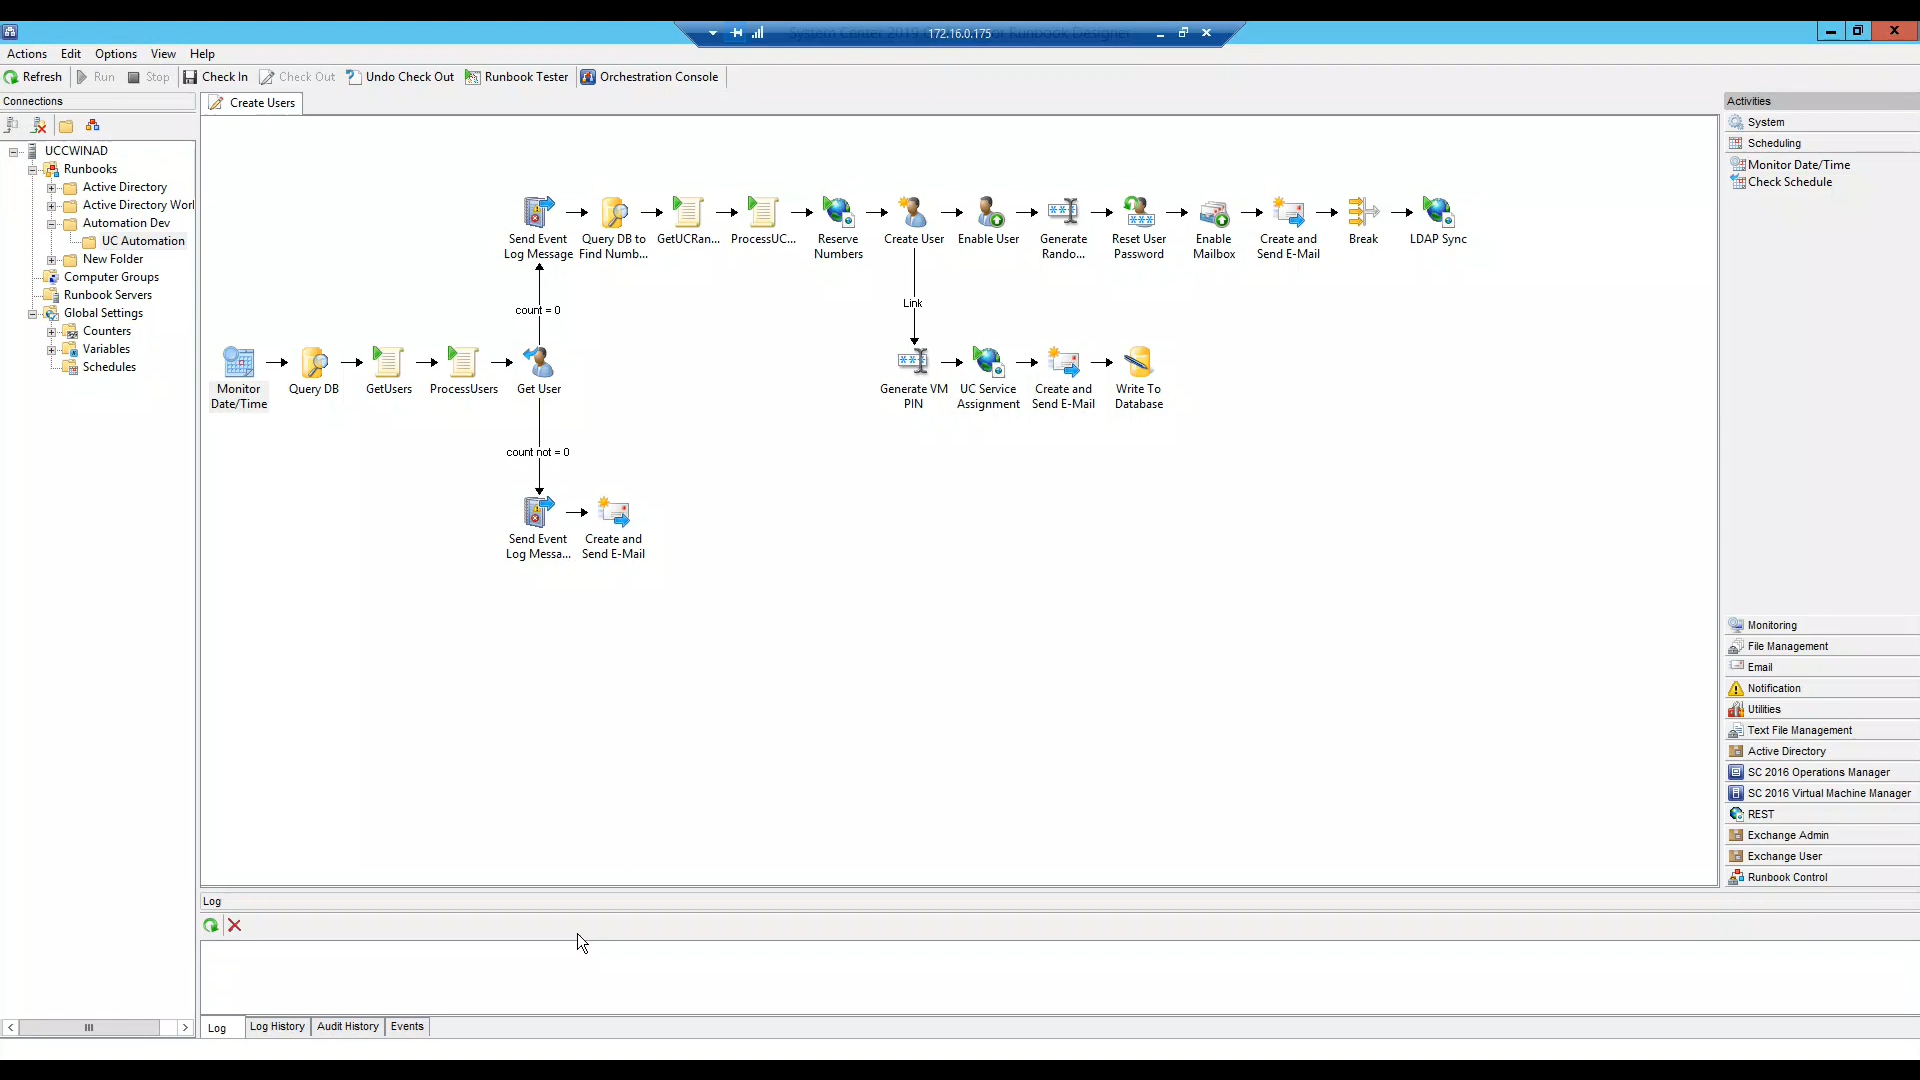 System Center 2019 Orchestrator Runbook Designer
172.16.0.175
Actions Edit Options View Help
Refresh Run Stop Check In Check Out Undo Check Out Runbook Tester Orchestration Console
Connections
UCCWINAD
Runbooks
Active Directory
Active Directory Worl
Automation Dev
UC Automation
New Folder
Computer Groups
Runbook Servers
Global Settings
Counters
Variables
Schedules
Create Users
Send Event
Log Message
Query DB to
Find Numb...
GetUCRan...
ProcessUC...
Reserve
Numbers
Create User
Enable User
Generate
Rando...
Reset User
Password
Enable
Mailbox
Create and
Send E-Mail
Break
LDAP Sync
count = 0
Link
Monitor
Date/Time
Query DB
GetUsers
ProcessUsers
Get User
Generate VM
PIN
UC Service
Assignment
Create and
Send E-Mail
Write To
Database
count not = 0
Send Event
Log Messa...
Create and
Send E-Mail
Activities
System
Scheduling
Monitor Date/Time
Check Schedule
Monitoring
File Management
Email
Notification
Utilities
Text File Management
Active Directory
SC 2016 Operations Manager
SC 2016 Virtual Machine Manager
REST
Exchange Admin
Exchange User
Runbook Control
Log
Log Log History Audit History Events